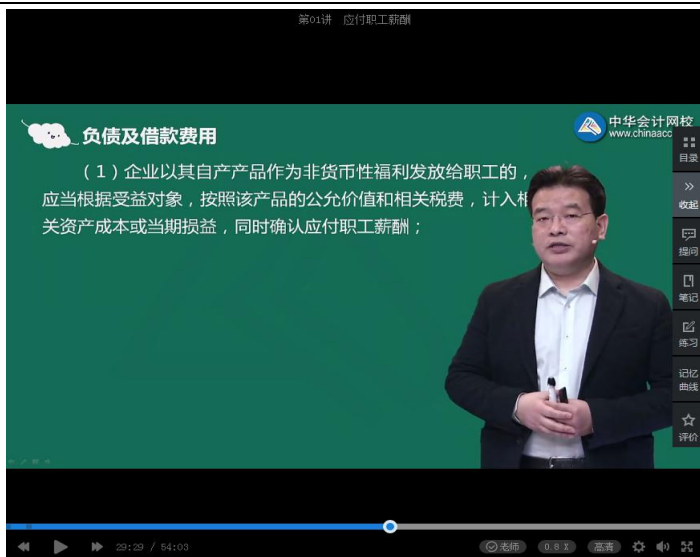 第01讲 应付职工薪酬
负债及借款费用
中华会计网校
www.chinaacc
(1)企业以其自产产品作为非货币性福利发放给职工的,
应当根据受益对象,按照该产品的公允价值和相关税费,计入相
关资产成本或当期损益,同时确认应付职工薪酬;
目录
收起
提问
笔记
练习
记忆
曲线
评价
29:29 / 54:03
老师
0.8 X
高清